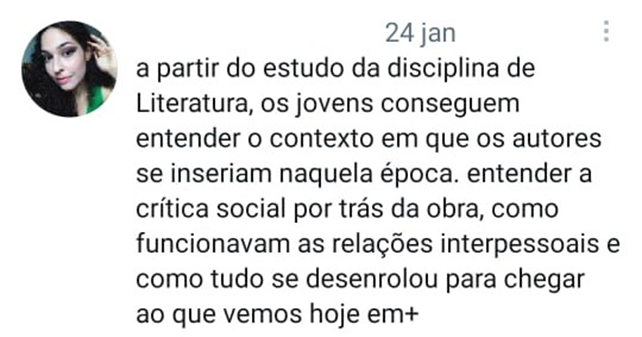 24 jan
a partir do estudo da disciplina de
Literatura, os jovens conseguem
entender o contexto em que os autores
se inseriam naquela época. entender a
crítica social por trás da obra, como
funcionavam as relações interpessoais e
como tudo se desenrolou para chegar
ao que vemos hoje em+